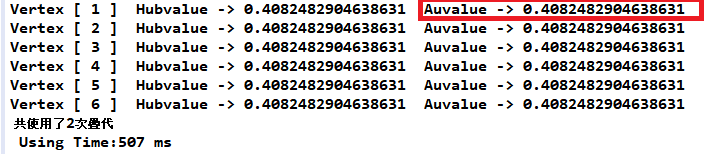 Vertex [ 1 ]  Hubvalue -> 0.4082482904638631  Auvalue -> 0.4082482904638631
Vertex [ 2 ]  Hubvalue -> 0.4082482904638631  Auvalue -> 0.4082482904638631
Vertex [ 3 ]  Hubvalue -> 0.4082482904638631  Auvalue -> 0.4082482904638631
Vertex [ 4 ]  Hubvalue -> 0.4082482904638631  Auvalue -> 0.4082482904638631
Vertex [ 5 ]  Hubvalue -> 0.4082482904638631  Auvalue -> 0.4082482904638631
Vertex [ 6 ]  Hubvalue -> 0.4082482904638631  Auvalue -> 0.4082482904638631
共使用了2次疊代
Using Time:507 ms